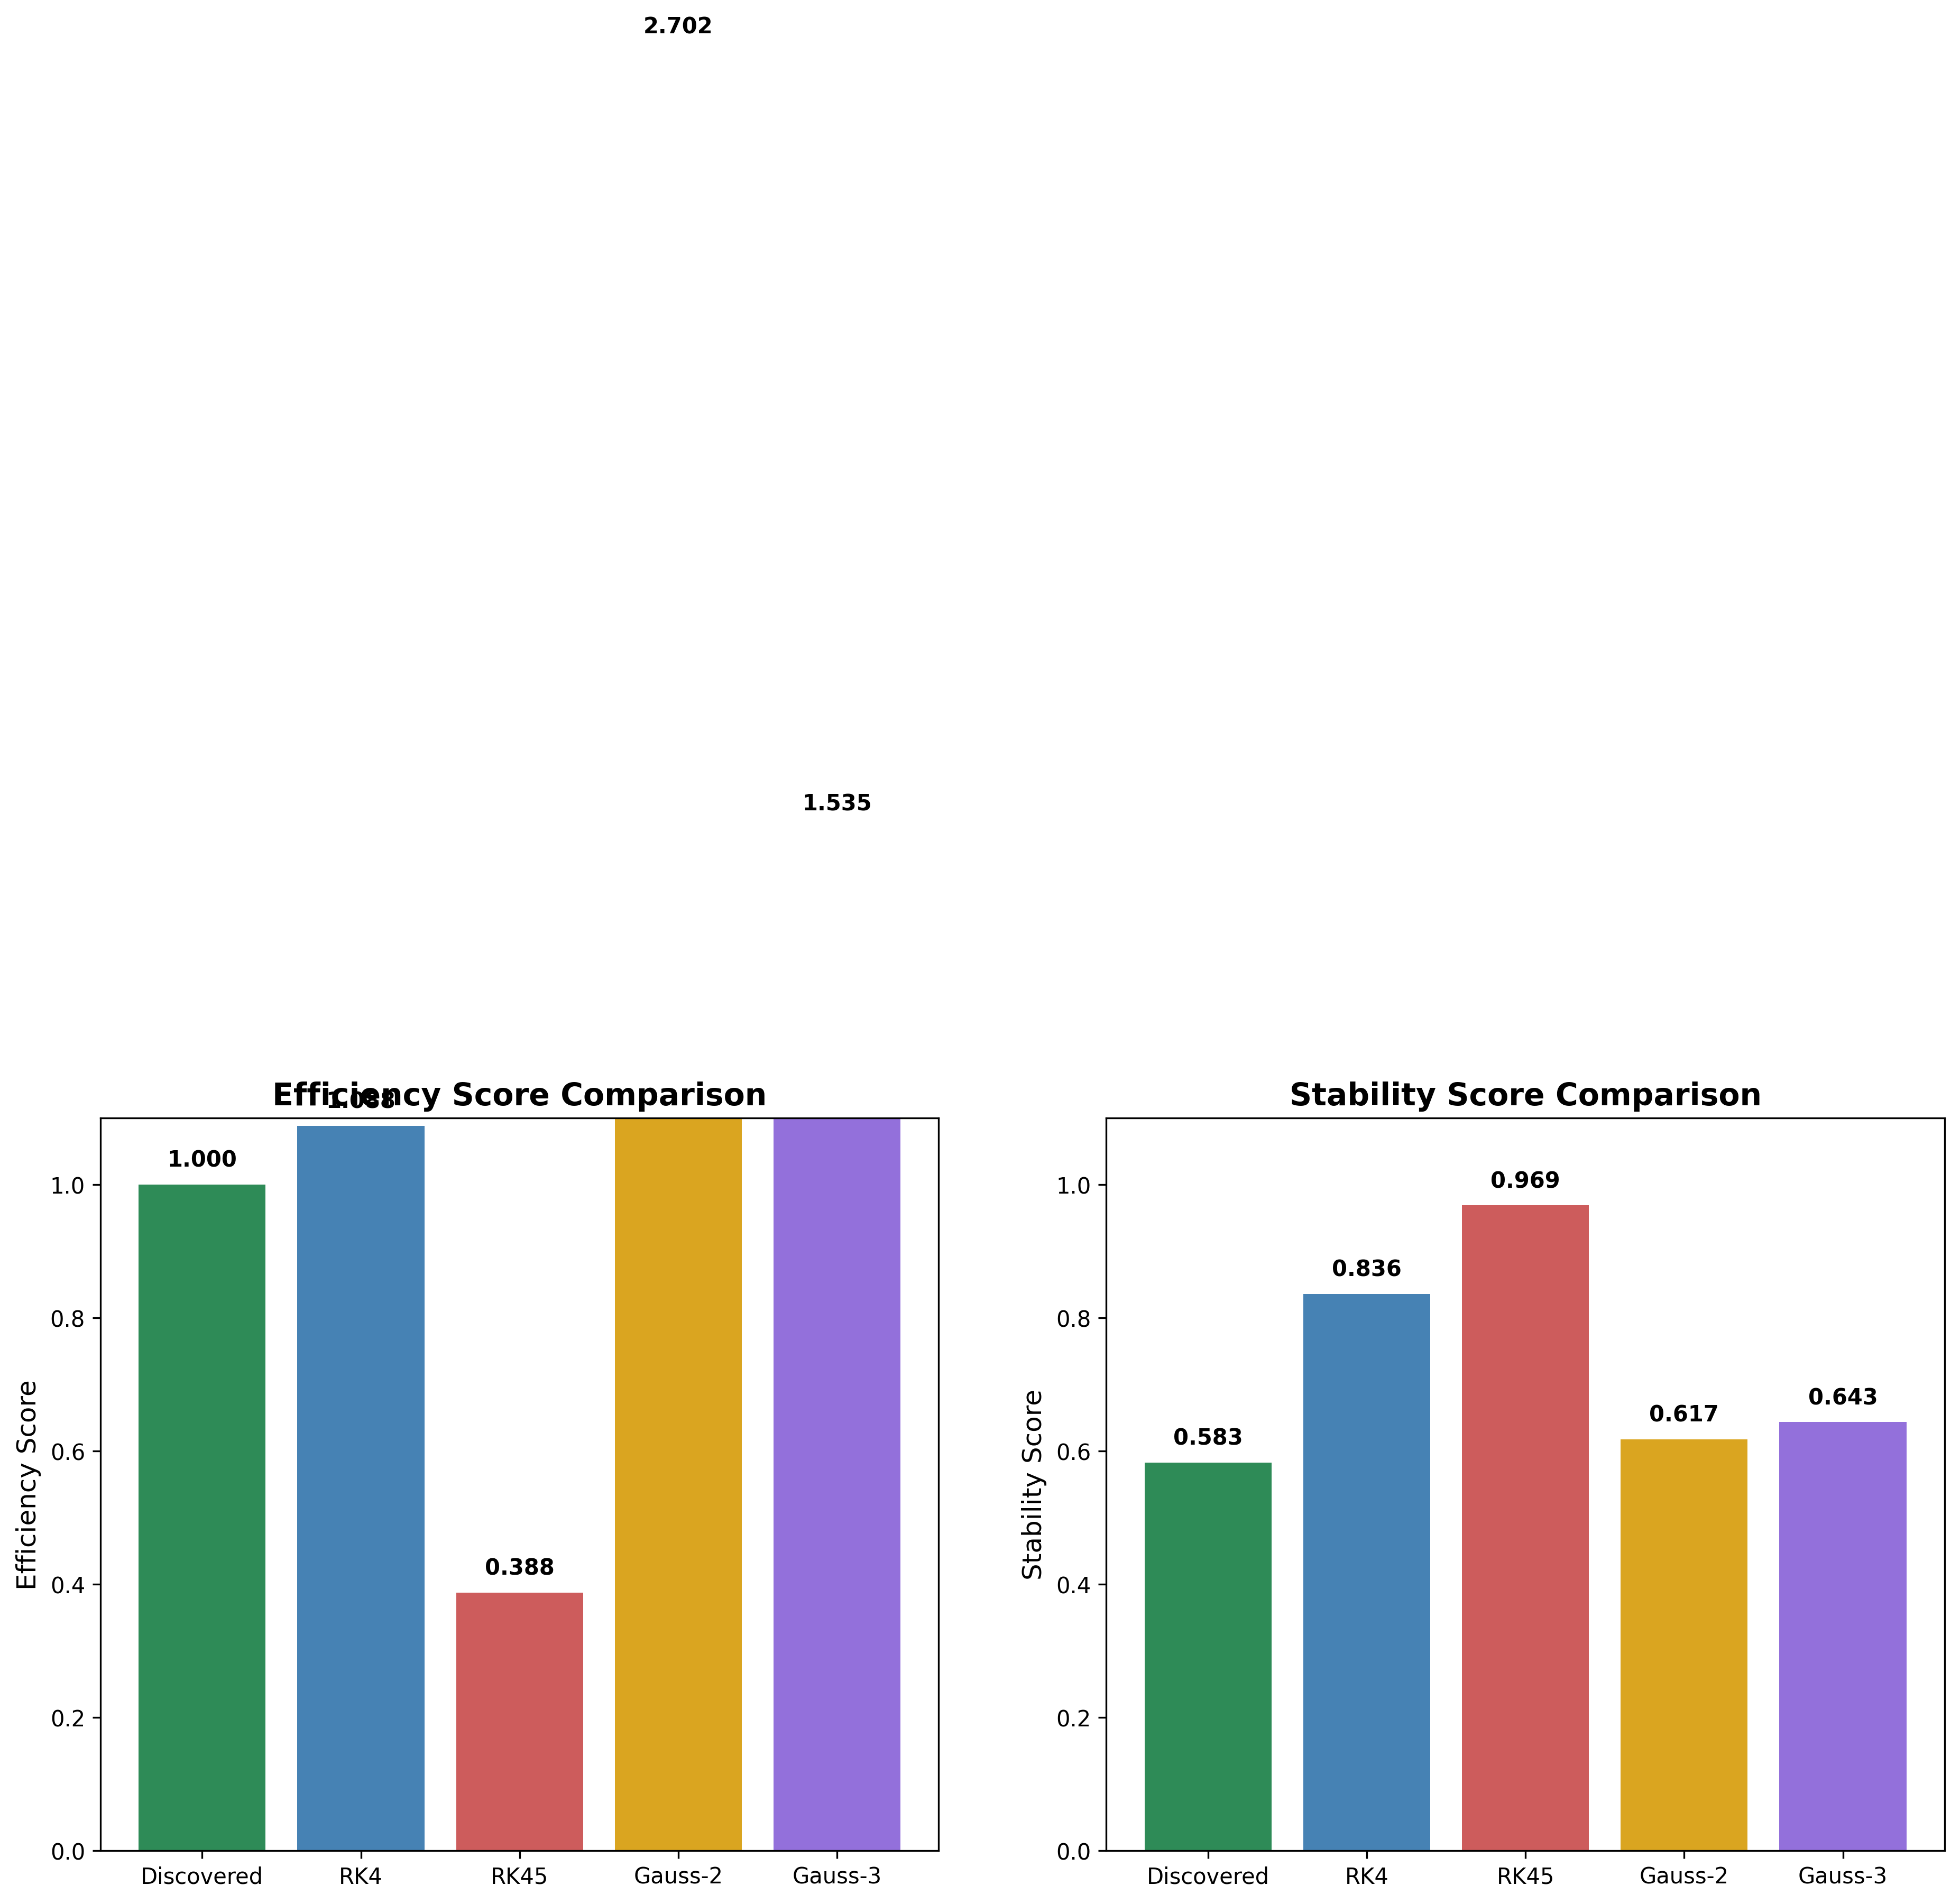 2.702
1.535
Efficiency Score Comparison
1.088
1.000
0.388
Efficiency Score
1.0
0.8
0.6
0.4
0.2
0.0
Discovered
RK4
RK45
Gauss-2
Gauss-3
Stability Score Comparison
0.969
0.836
0.583
0.617
0.643
Stability Score
1.0
0.8
0.6
0.4
0.2
0.0
Discovered
RK4
RK45
Gauss-2
Gauss-3